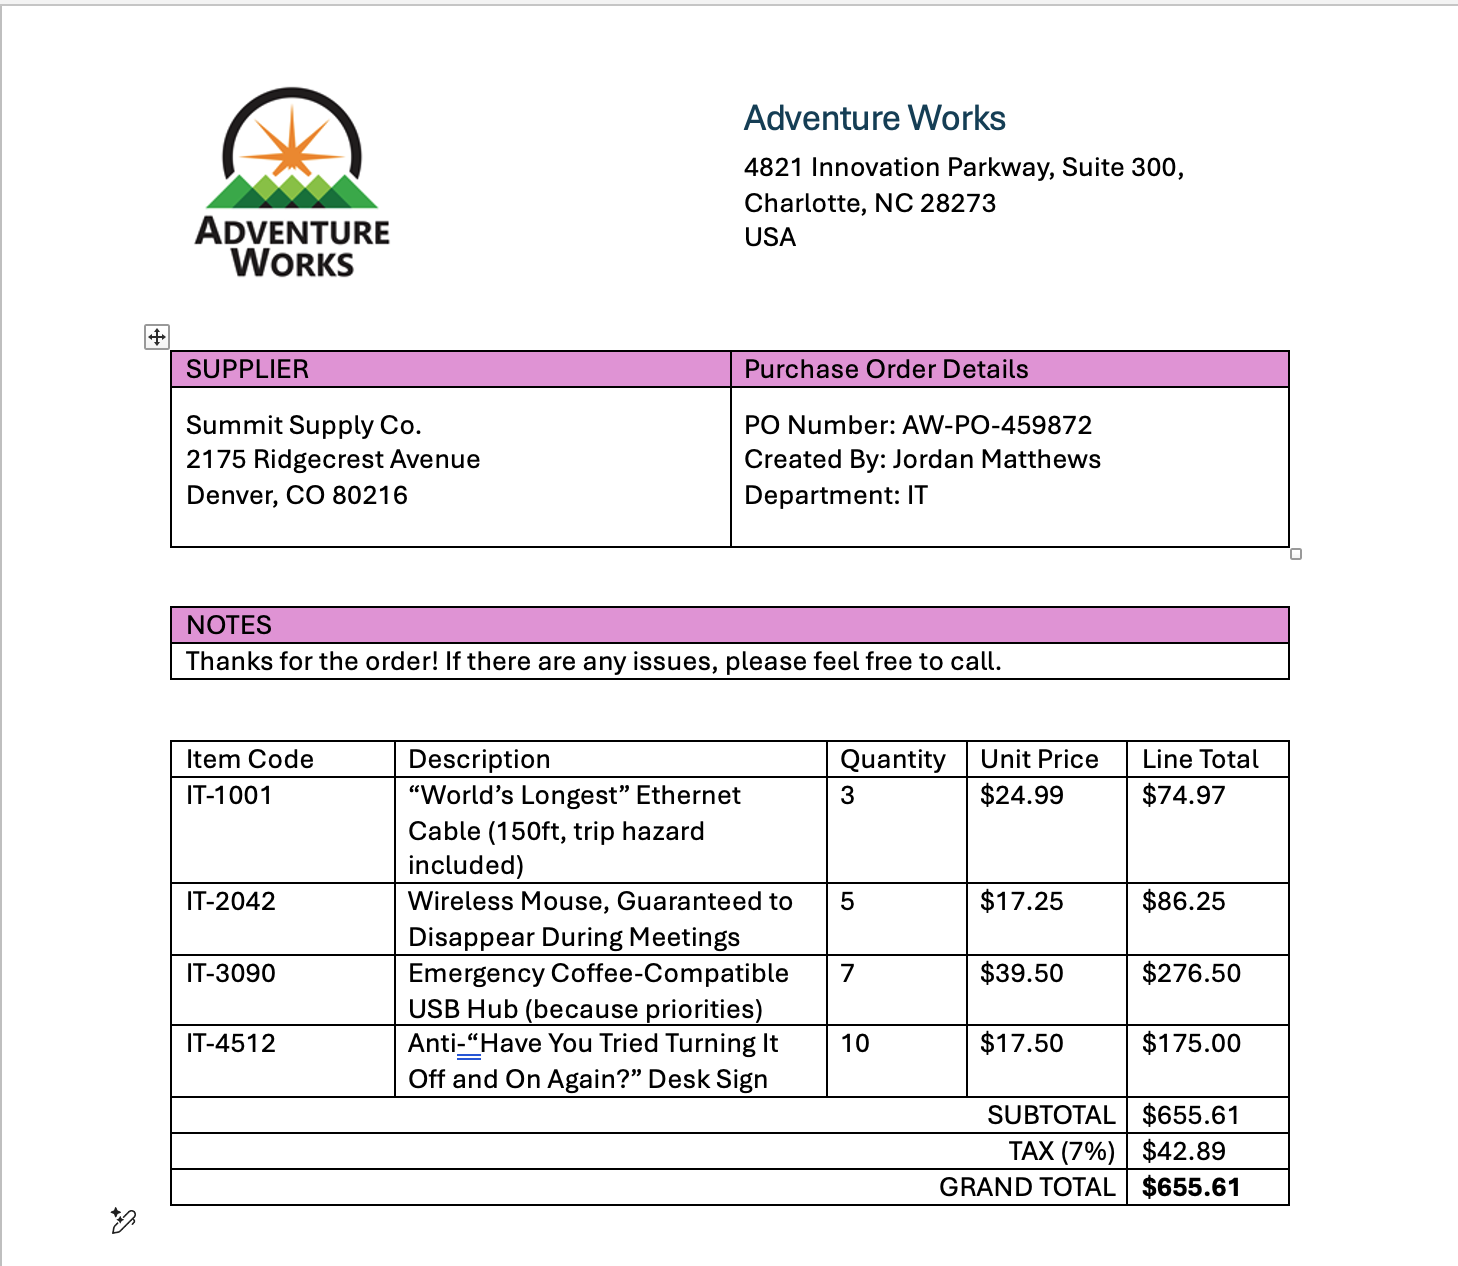 ADVENTURE
WORKS
Adventure Works
4821 Innovation Parkway, Suite 300,
Charlotte, NC 28273
USA
SUPPLIER
Summit Supply Co.
2175 Ridgecrest Avenue
Denver, CO 80216
Purchase Order Details
PO Number: AW-PO-459872
Created By: Jordan Matthews
Department: IT
NOTES
Thanks for the order! If there are any issues, please feel free to call.
Item Code Description Quantity Unit Price Line Total
IT-1001 “World’s Longest” Ethernet 3 $24.99 $74.97
Cable (150ft, trip hazard
included)
IT-2042 Wireless Mouse, Guaranteed to 5 $17.25 $86.25
Disappear During Meetings
IT-3090 Emergency Coffee-Compatible 7 $39.50 $276.50
USB Hub (because priorities)
IT-4512 Anti-“Have You Tried Turning It 10 $17.50 $175.00
Off and On Again?” Desk Sign
SUBTOTAL $655.61
TAX (7%) $42.89
GRAND TOTAL $655.61